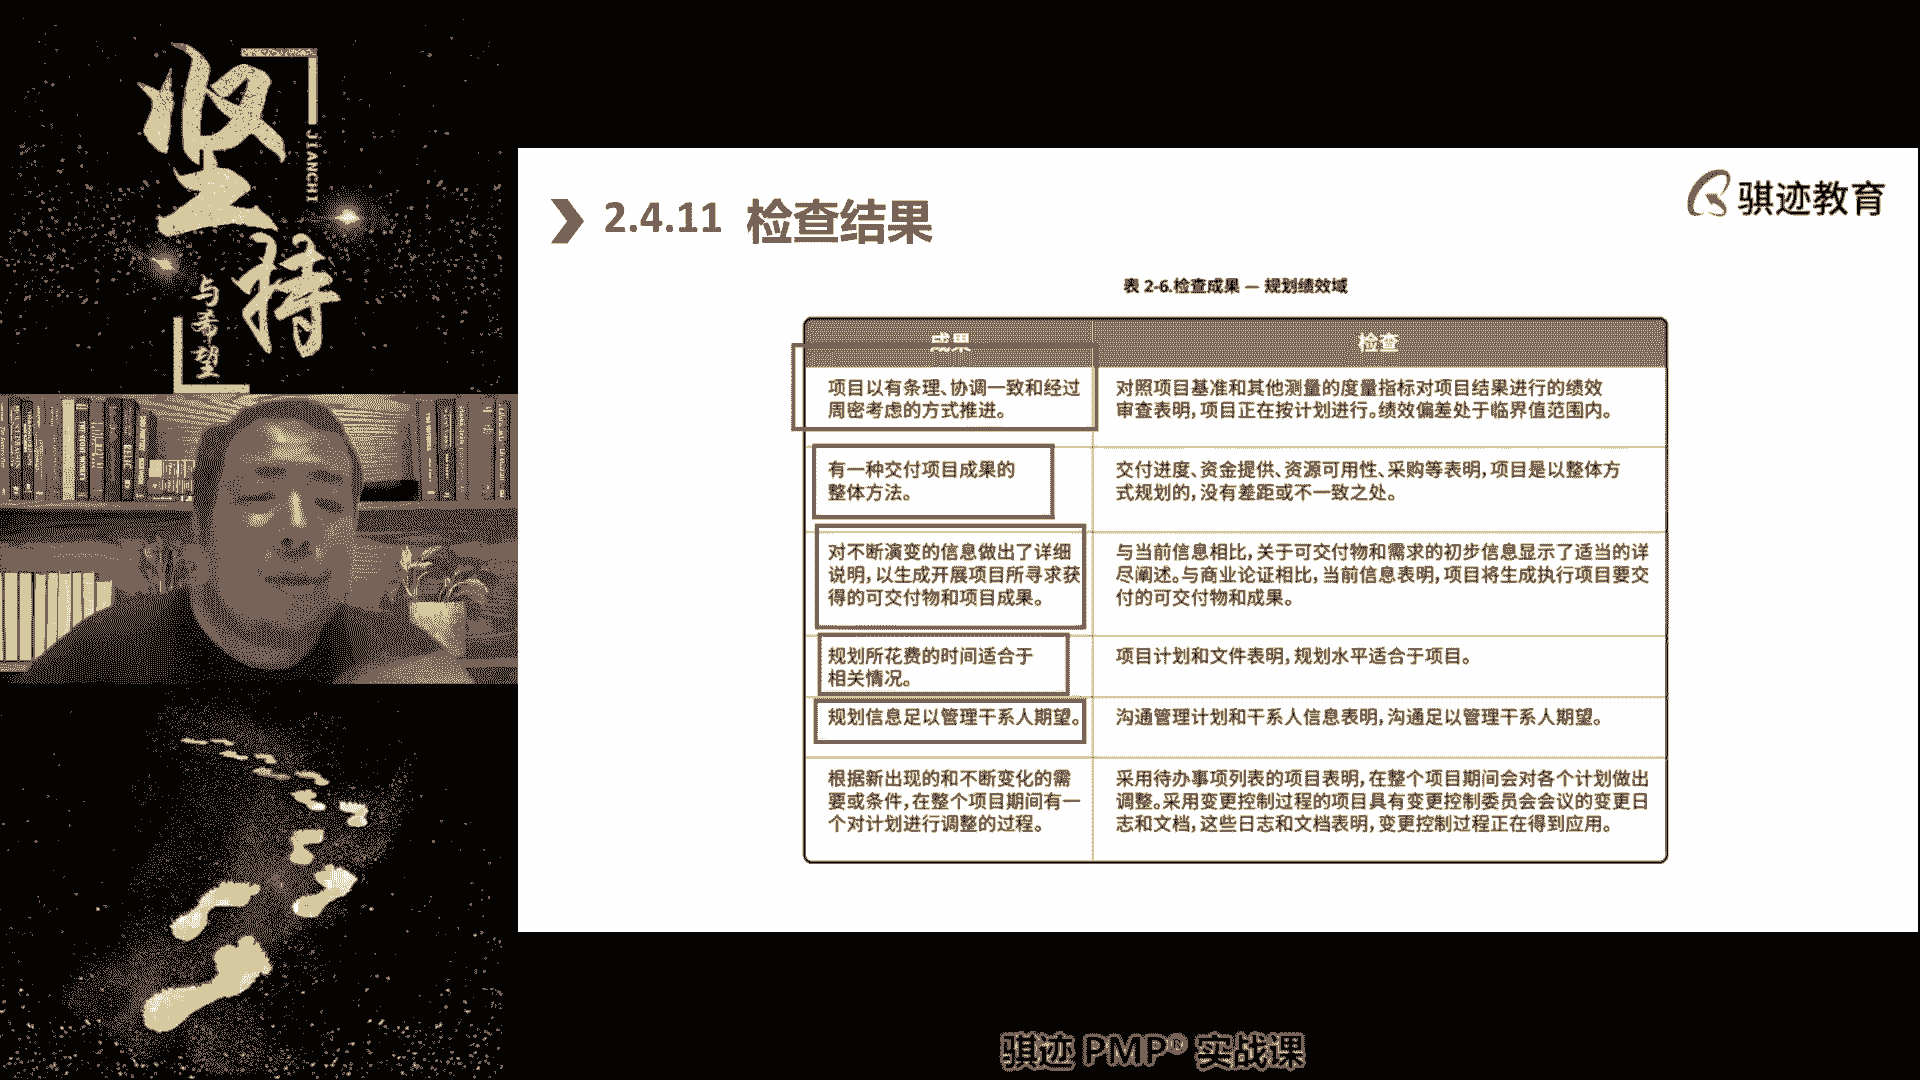 坚持
JIANCHI
与希望
2.4.11 检查结果
骐迹教育
表 2-6.检查成果 — 规划绩效域
成果
检查
项目以有条理、协调一致和经过
周密考虑的方式推进。
对照项目基准和其他测量的度量指标对项目结果进行的绩效
审查表明,项目正在按计划进行。绩效偏差处于临界值范围内。
有一种交付项目成果的
整体方法。
交付进度、资金提供、资源可用性、采购等表明,项目是以整体方
式规划的,没有差距或不一致之处。
对不断演变的信息做出了详细
说明,以生成开展项目所寻求获
得的可交付物和项目成果。
与当前信息相比,关于可交付物和需求的初步信息显示了适当的详
尽阐述。与商业论证相比,当前信息表明,项目将生成执行项目要交
付的可交付物和成果。
规划所花费的时间适合于
相关情况。
项目计划和文件表明,规划水平适合于项目。
规划信息足以管理干系人期望。
沟通管理计划和干系人信息表明,沟通足以管理干系人期望。
根据新出现的和不断变化的需
要或条件,在整个项目期间有一
个对计划进行调整的过程。
采用待办事项列表的项目表明,在整个项目期间会对各个计划做出
调整。采用变更控制过程的项目具有变更控制委员会会议的变更日
志和文档,这些日志和文档表明,变更控制过程正在得到应用。
骐迹 PMP® 实战课